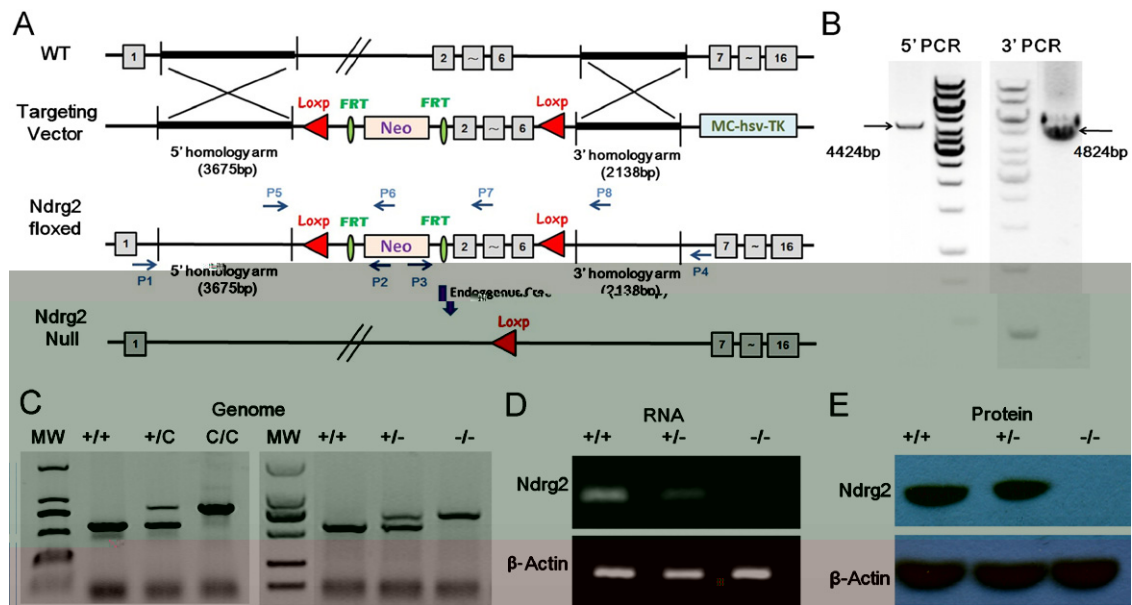 A
WT
1
2
~
6
7
~
16
Targeting
Vector
Loxp
FRT
Neo
FRT
2
~
6
Loxp
MC-hsv-TK
5' homology arm
(3675bp)
3' homology arm
(2138bp)
Ndrg2
floxed
P5
P6
P7
P8
1
Loxp
FRT
Neo
FRT
2
~
6
Loxp
7
~
16
P1
5' homology arm
(3675bp)
P2
P3
3' homology arm
(2138bp)
P4
Ndrg2
Null
1
Loxp
7
~
16
B
5' PCR
3' PCR
4424bp
4824bp
C
Genome
MW
+/+
+/C
C/C
MW
+/+
+/-
-/-
D
RNA
+/+
+/-
-/-
Ndrg2
β-Actin
E
Protein
+/+
+/-
-/-
Ndrg2
β-Actin